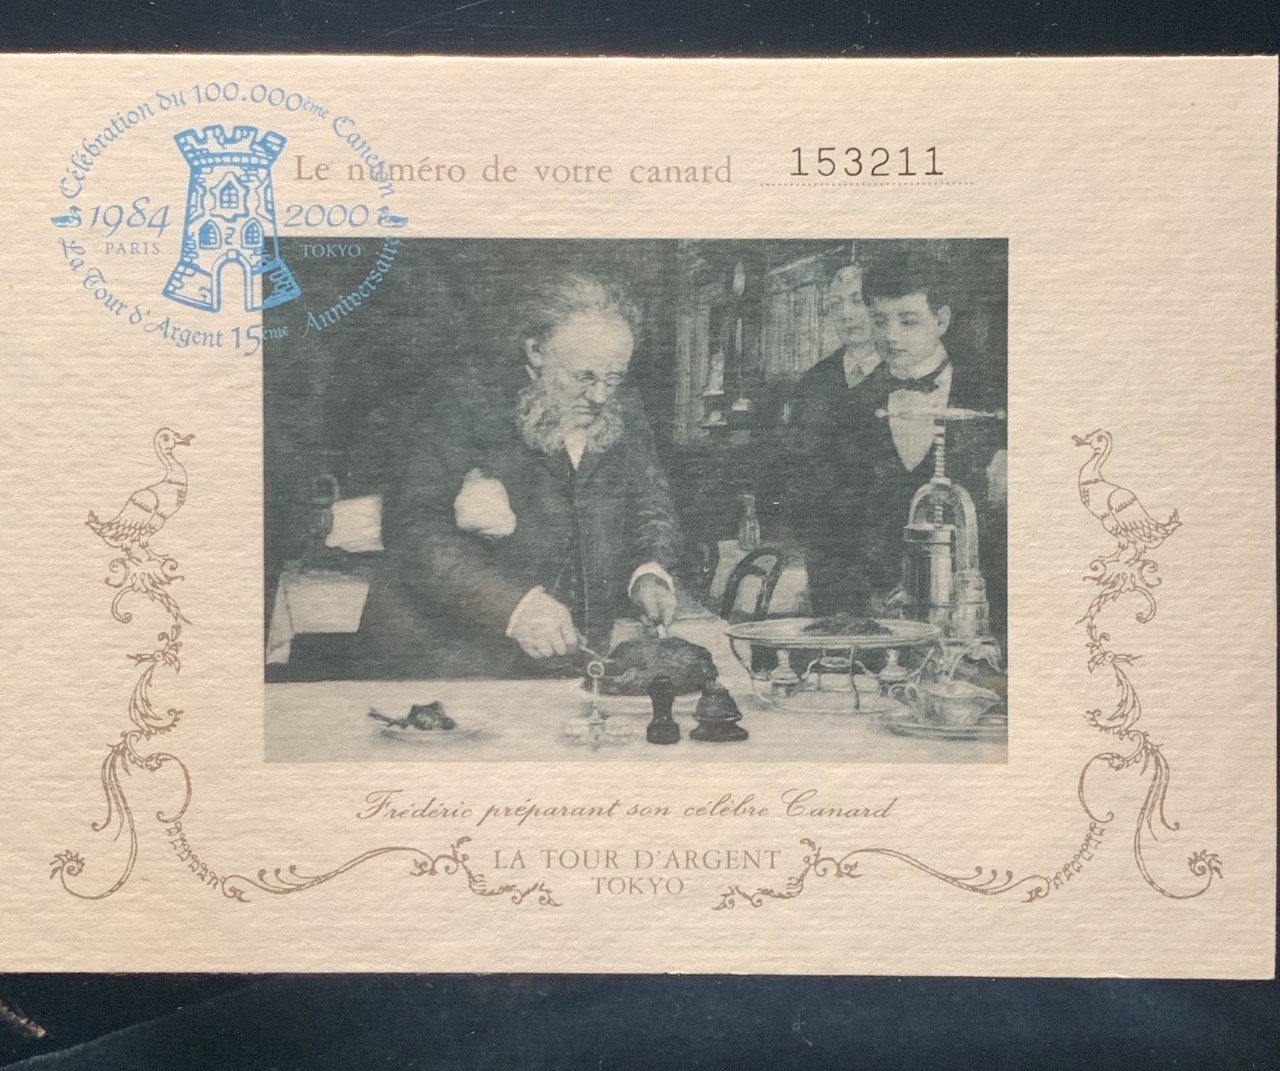 Célébration du 100.000ème Caneton
1984 2000
PARIS TOKYO
La Tour d'Argent 15ème Anniversaire
Le numéro de votre canard 153211
Frédéric préparant son célèbre Canard
LA TOUR D'ARGENT
TOKYO